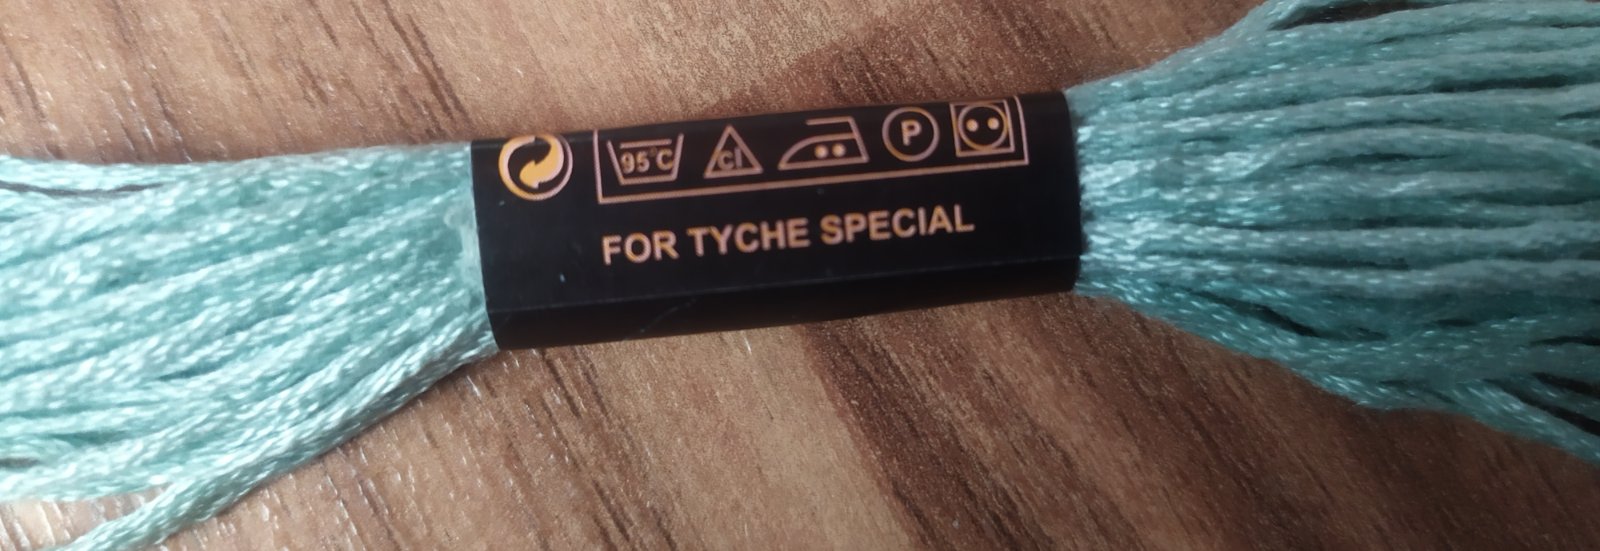 95°C cl P
FOR TYCHE SPECIAL